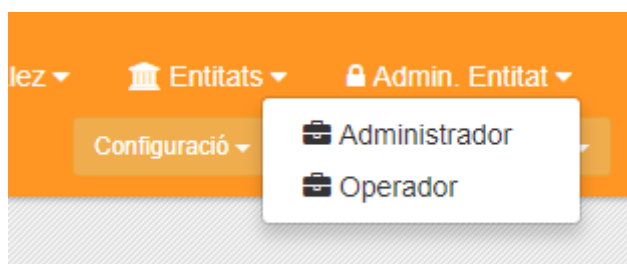 lez Entitats Admin. Entitat
Configuració
Administrador
Operador